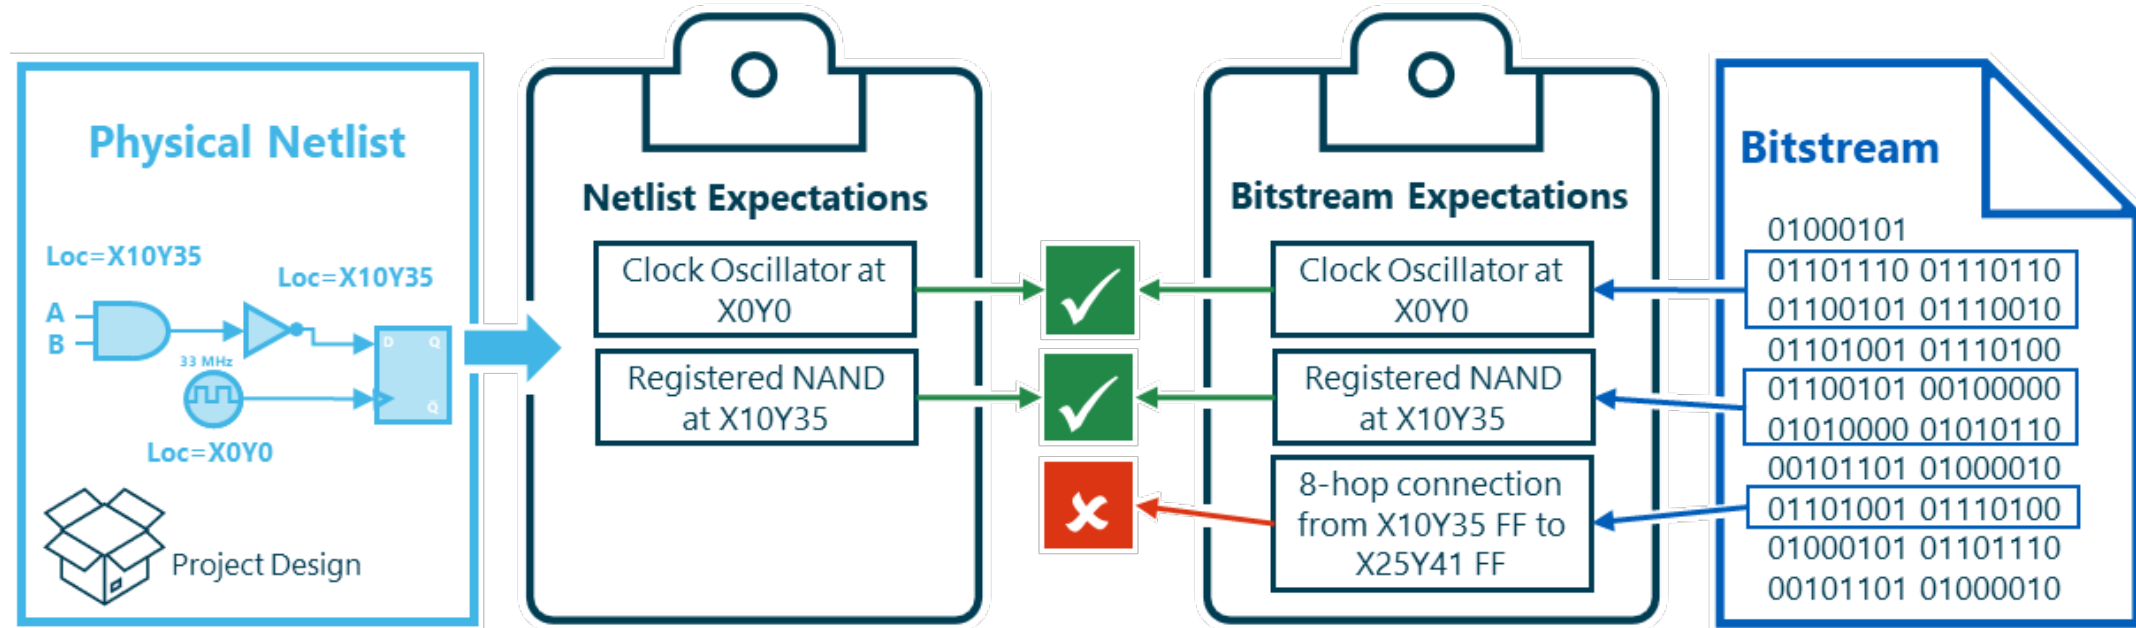 Physical Netlist
Loc=X10Y35
Loc=X10Y35
A
B
D
Q
33 MHz
Q̄
Loc=X0Y0
Project Design
Netlist Expectations
Clock Oscillator at
X0Y0
Registered NAND
at X10Y35
Bitstream Expectations
Clock Oscillator at
X0Y0
Registered NAND
at X10Y35
8-hop connection
from X10Y35 FF to
X25Y41 FF
Bitstream
01000101
01101110 01110110
01100101 01110010
01101001 01110100
01100101 00100000
01010000 01010110
00101101 01000010
01101001 01110100
01000101 01101110
00101101 01000010